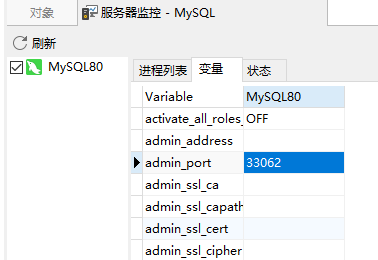 对象 服务器监控 - MySQL
刷新
MySQL80
进程列表 变量 状态
Variable MySQL80
activate_all_roles_ OFF
admin_address
admin_port 33062
admin_ssl_ca
admin_ssl_capath
admin_ssl_cert
admin_ssl_cipher